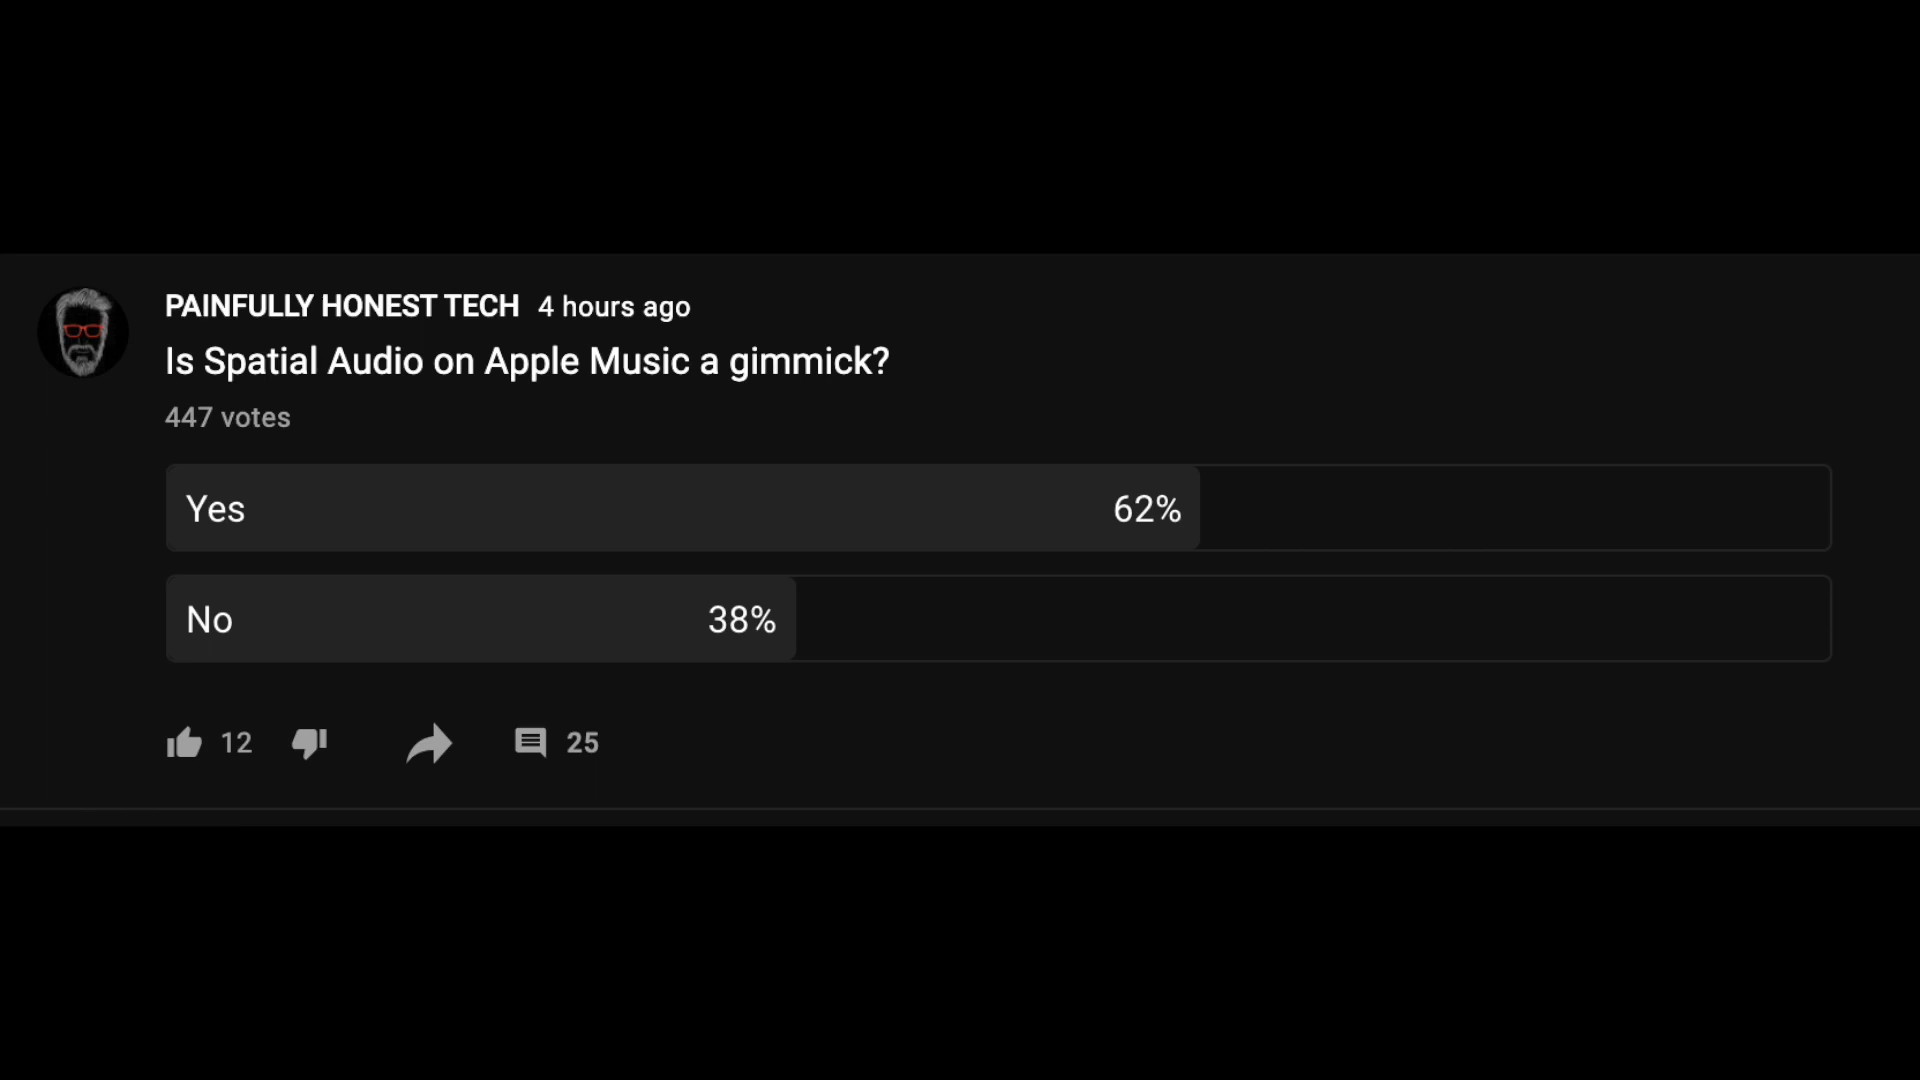 PAINFULLY HONEST TECH 4 hours ago
Is Spatial Audio on Apple Music a gimmick?
447 votes
Yes 62%
No 38%
12 25